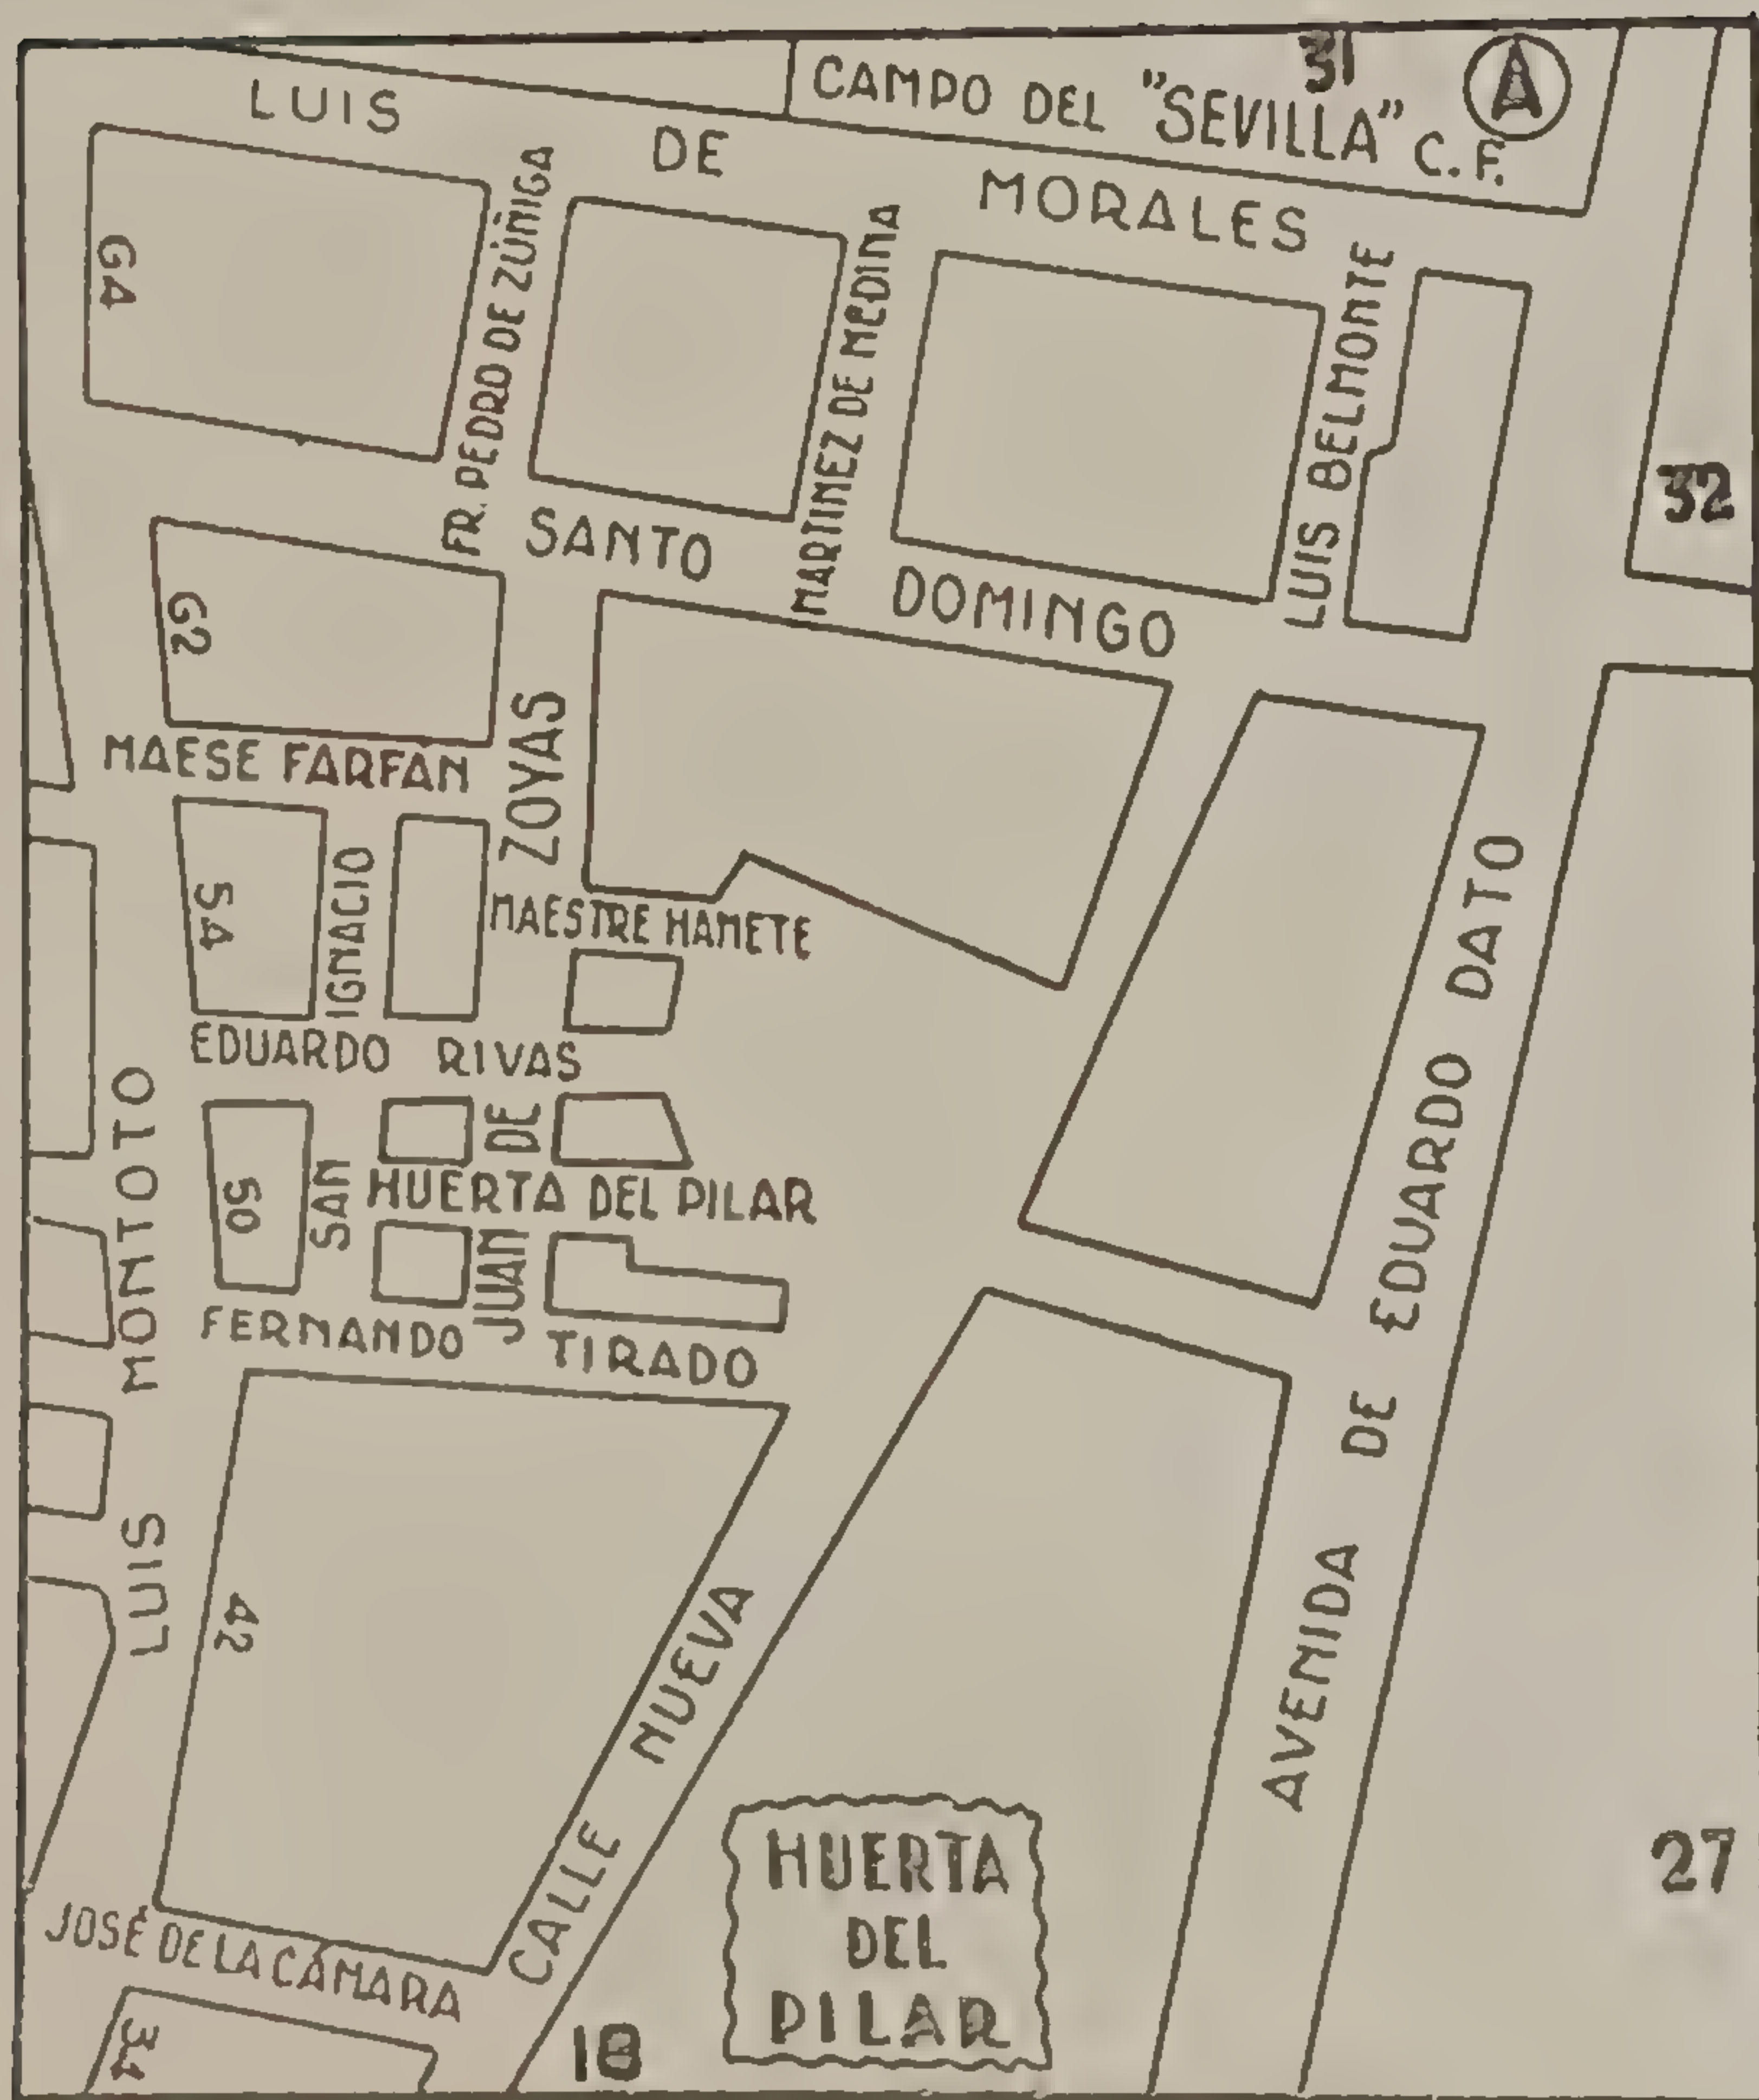 31
CAMPO DEL "SEVILLA" C.F.
LUIS DE MORALES
FR. PEDRO DE ZÚÑIGA
MARTINEZ DE MEDINA
LUIS BELMONTE
64
32
SANTO DOMINGO
62
MAESE FARFAN
ZOYAS
54
IGNACIO
MAESTRE HAMETE
EDUARDO RIVAS
DE
50
SAN
HUERTA DEL PILAR
JUAN
FERNANDO TIRADO
LUIS MONTOTO
AVENIDA DE EDUARDO DATO
42
CALLE NUEVA
HUERTA
DEL
PILAR
27
JOSÉ DE LA CÁMARA
34
18